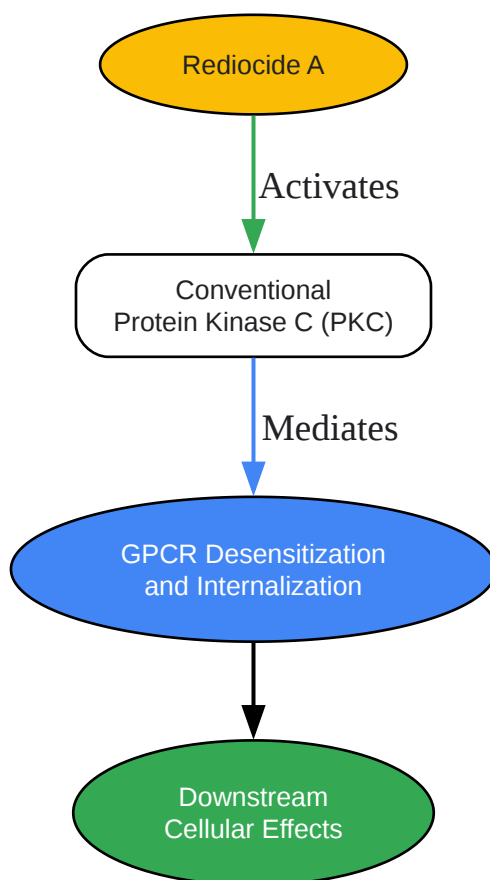 Rediocide A
Activates
Conventional
Protein Kinase C (PKC)
Mediates
GPCR Desensitization
and Internalization
Downstream
Cellular Effects